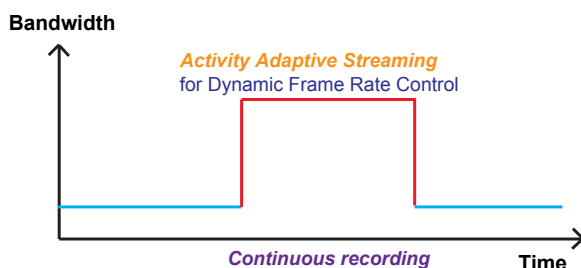 Bandwidth
Activity Adaptive Streaming
for Dynamic Frame Rate Control
Continuous recording
Time